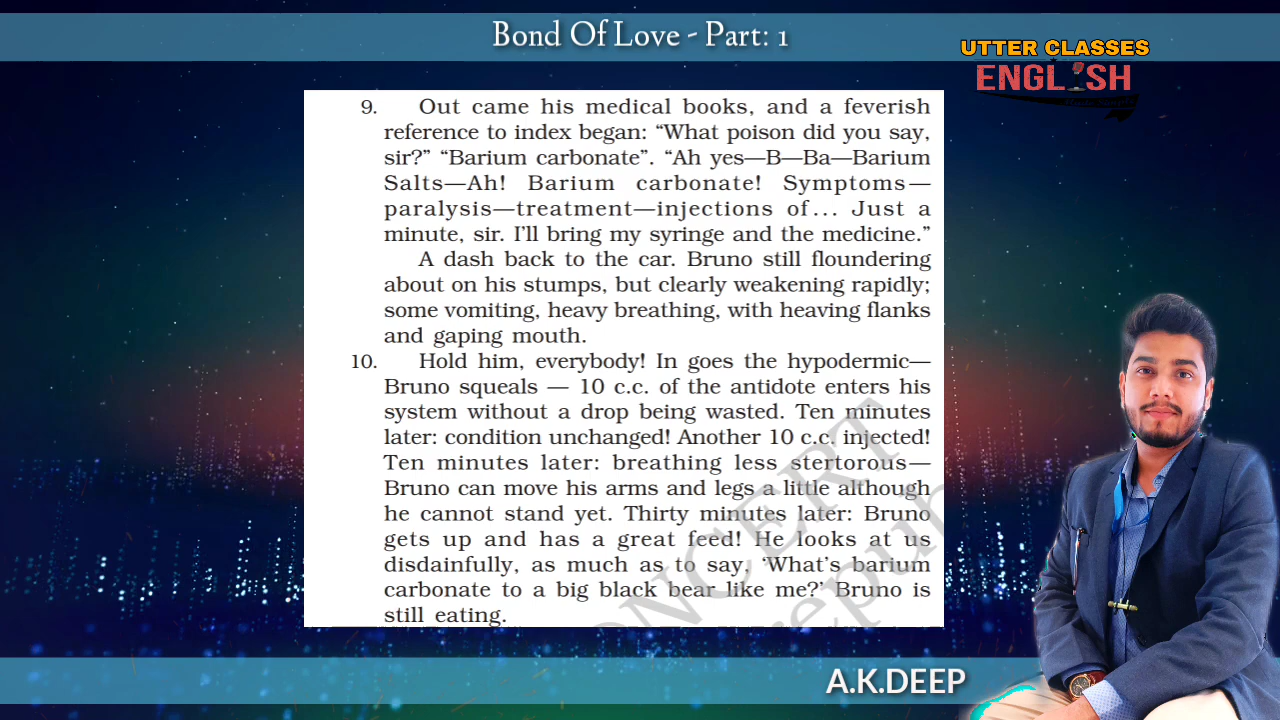 Bond Of Love - Part: 1
UTTER CLASSES
ENGLISH
9. Out came his medical books, and a feverish
reference to index began: “What poison did you say,
sir?” “Barium carbonate”. “Ah yes—B—Ba—Barium
Salts—Ah! Barium carbonate! Symptoms—
paralysis—treatment—injections of... Just a
minute, sir. I’ll bring my syringe and the medicine.”
A dash back to the car. Bruno still floundering
about on his stumps, but clearly weakening rapidly;
some vomiting, heavy breathing, with heaving flanks
and gaping mouth.
10. Hold him, everybody! In goes the hypodermic—
Bruno squeals — 10 c.c. of the antidote enters his
system without a drop being wasted. Ten minutes
later: condition unchanged! Another 10 c.c. injected!
Ten minutes later: breathing less stertorous—
Bruno can move his arms and legs a little although
he cannot stand yet. Thirty minutes later: Bruno
gets up and has a great feed! He looks at us
disdainfully, as much as to say, ‘What’s barium
carbonate to a big black bear like me?’ Bruno is
still eating.
NCERT
repub
A.K.DEEP